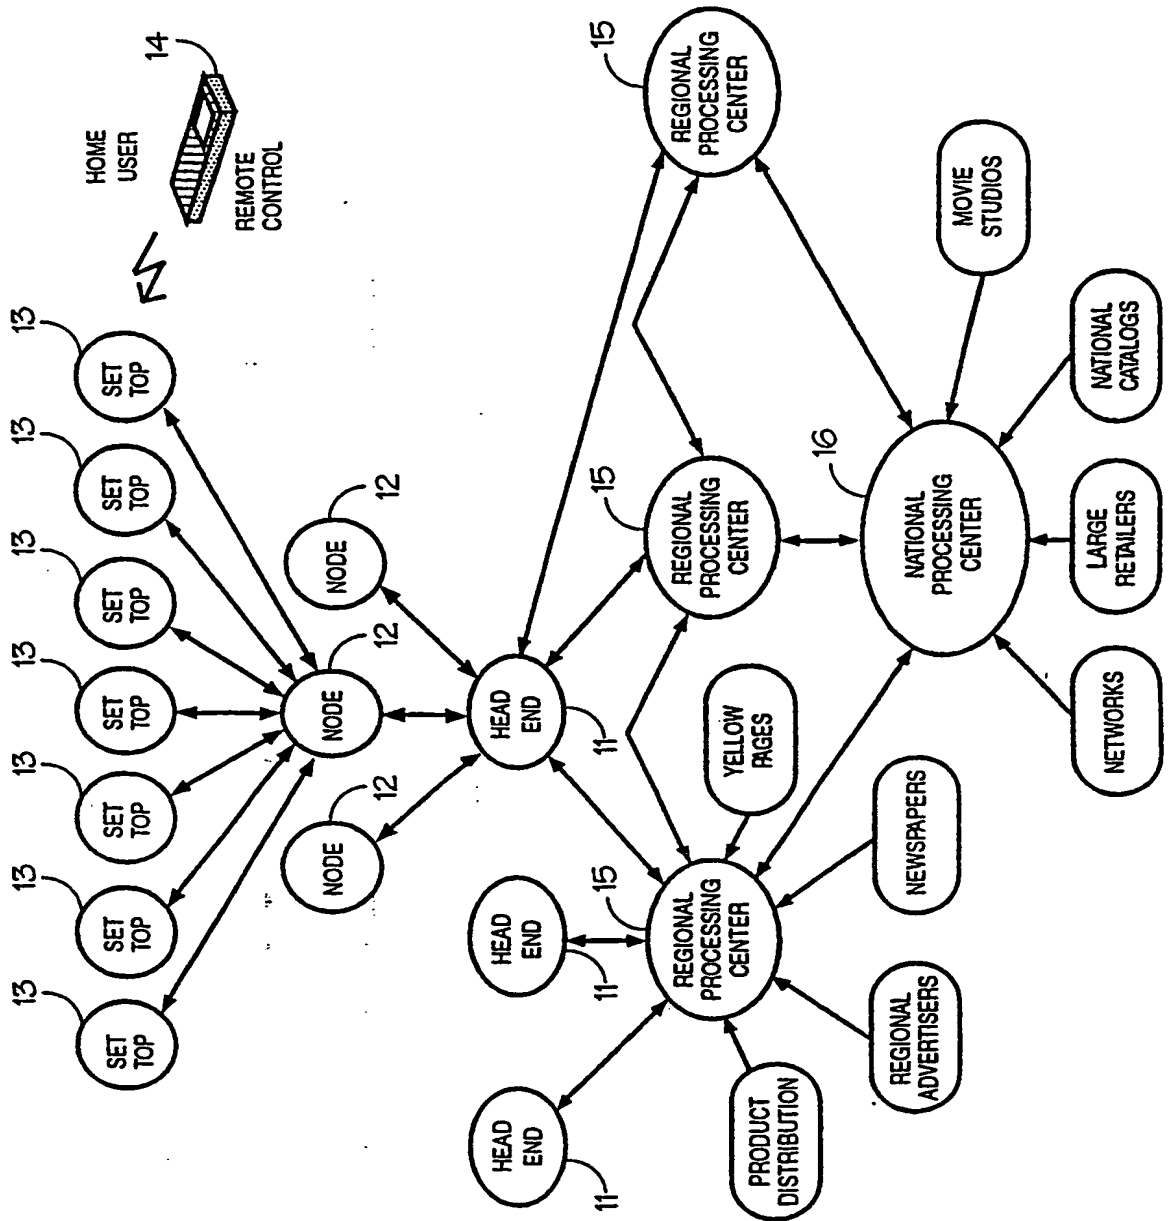 13
13
13
13
13
13
13
SET
TOP
SET
TOP
SET
TOP
SET
TOP
SET
TOP
SET
TOP
SET
TOP
HOME
USER
14
REMOTE
CONTROL
NODE
12
NODE
12
NODE
12
HEAD
END
11
HEAD
END
11
HEAD
END
11
15
REGIONAL
PROCESSING
CENTER
15
REGIONAL
PROCESSING
CENTER
15
REGIONAL
PROCESSING
CENTER
PRODUCT
DISTRIBUTION
YELLOW
PAGES
REGIONAL
ADVERTISERS
NEWSPAPERS
16
NATIONAL
PROCESSING
CENTER
MOVIE
STUDIOS
NETWORKS
LARGE
RETAILERS
NATIONAL
CATALOGS